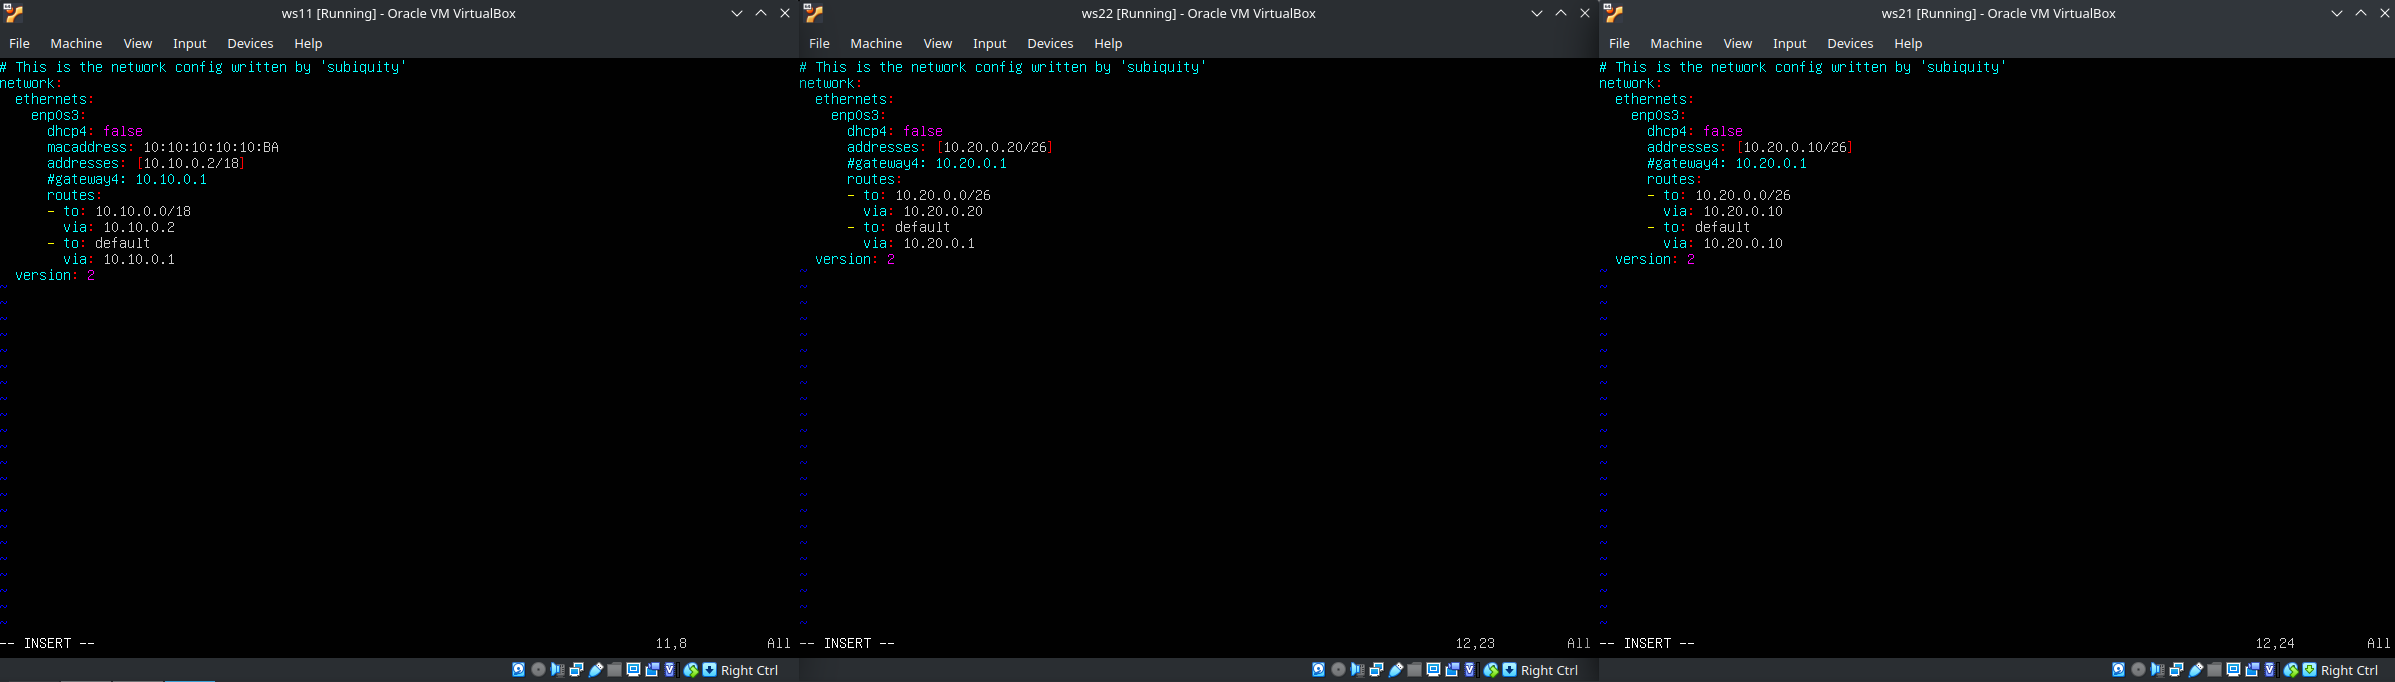 ws11 [Running] - Oracle VM VirtualBox
File Machine View Input Devices Help
# This is the network config written by 'subiquity'
network:
  ethernets:
    enp0s3:
      dhcp4: false
      macaddress: 10:10:10:10:10:BA
      addresses: [10.10.0.2/18]
      #gateway4: 10.10.0.1
      routes:
      - to: 10.10.0.0/18
        via: 10.10.0.2
      - to: default
        via: 10.10.0.1
  version: 2
-- INSERT -- 11,8 All
Right Ctrl
ws22 [Running] - Oracle VM VirtualBox
File Machine View Input Devices Help
# This is the network config written by 'subiquity'
network:
  ethernets:
    enp0s3:
      dhcp4: false
      addresses: [10.20.0.20/26]
      #gateway4: 10.20.0.1
      routes:
      - to: 10.20.0.0/26
        via: 10.20.0.20
      - to: default
        via: 10.20.0.1
  version: 2
-- INSERT -- 12,23 All
Right Ctrl
ws21 [Running] - Oracle VM VirtualBox
File Machine View Input Devices Help
# This is the network config written by 'subiquity'
network:
  ethernets:
    enp0s3:
      dhcp4: false
      addresses: [10.20.0.10/26]
      #gateway4: 10.20.0.1
      routes:
      - to: 10.20.0.0/26
        via: 10.20.0.10
      - to: default
        via: 10.20.0.10
  version: 2
-- INSERT -- 12,24 All
Right Ctrl